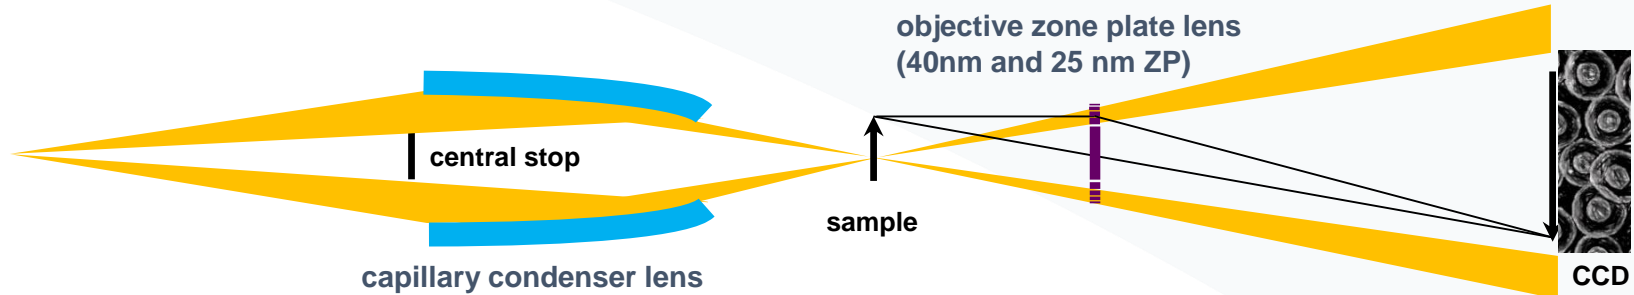 objective zone plate lens
(40nm and 25 nm ZP)
central stop
sample
capillary condenser lens
CCD